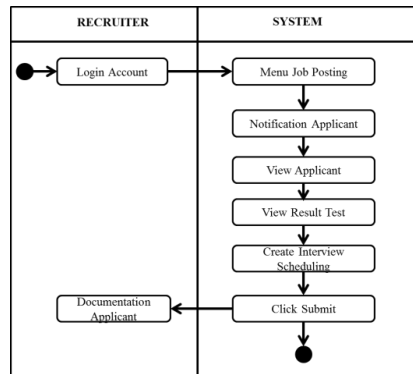 RECRUITER
SYSTEM
Login Account
Menu Job Posting
Notification Applicant
View Applicant
View Result Test
Create Interview
Scheduling
Documentation
Applicant
Click Submit